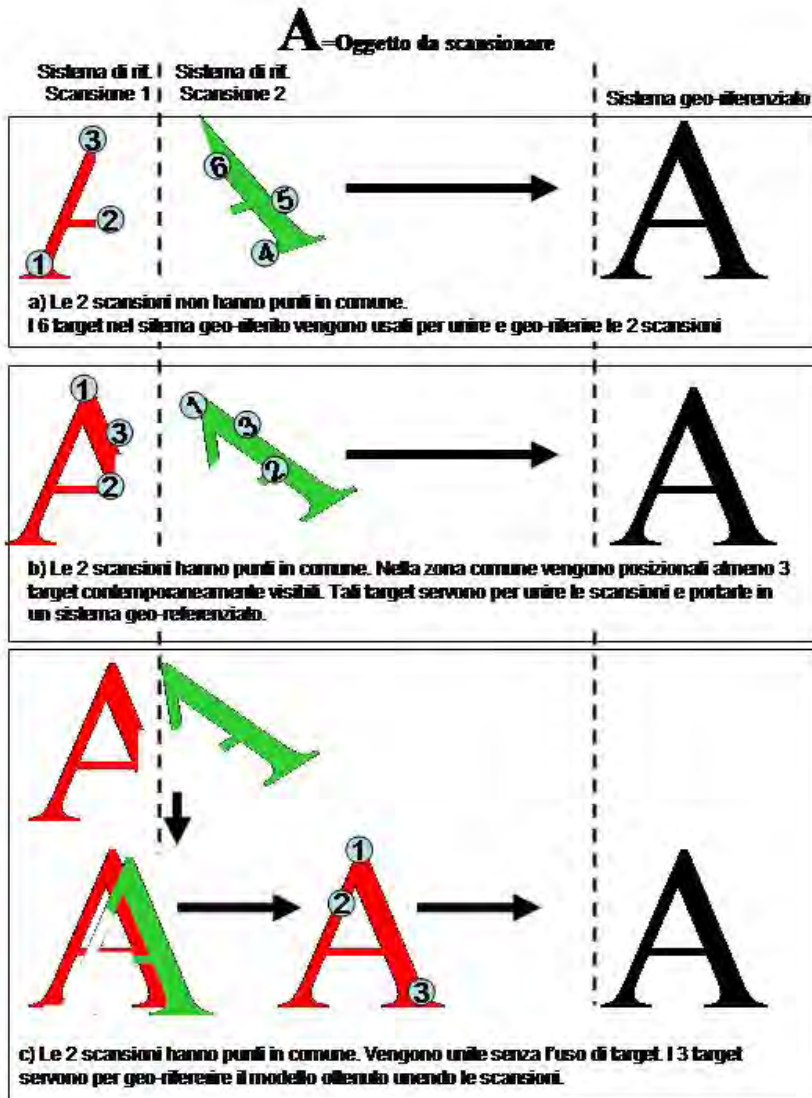 A=Oggetto da scansionare
Sistema di rif. Scansione 1
Sistema di rif. Scansione 2
Sistema geo-riferenziato
3
2
1
6
5
4
a) Le 2 scansioni non hanno punti in comune.
I 6 target nel sitema geo-riferito vengono usati per unire e geo-riferire le 2 scansioni
1
3
2
1
3
2
b) Le 2 scansioni hanno punti in comune. Nella zona comune vengono posizionati almeno 3
target contemporaneamente visibili. Tali target servono per unire le scansioni e portarle in
un sistema geo-referenziato.
1
2
3
c) Le 2 scansioni hanno punti in comune. Vengono unite senza l'uso di target. I 3 target
servono per geo-rifererire il modello ottenuto unendo le scansioni.